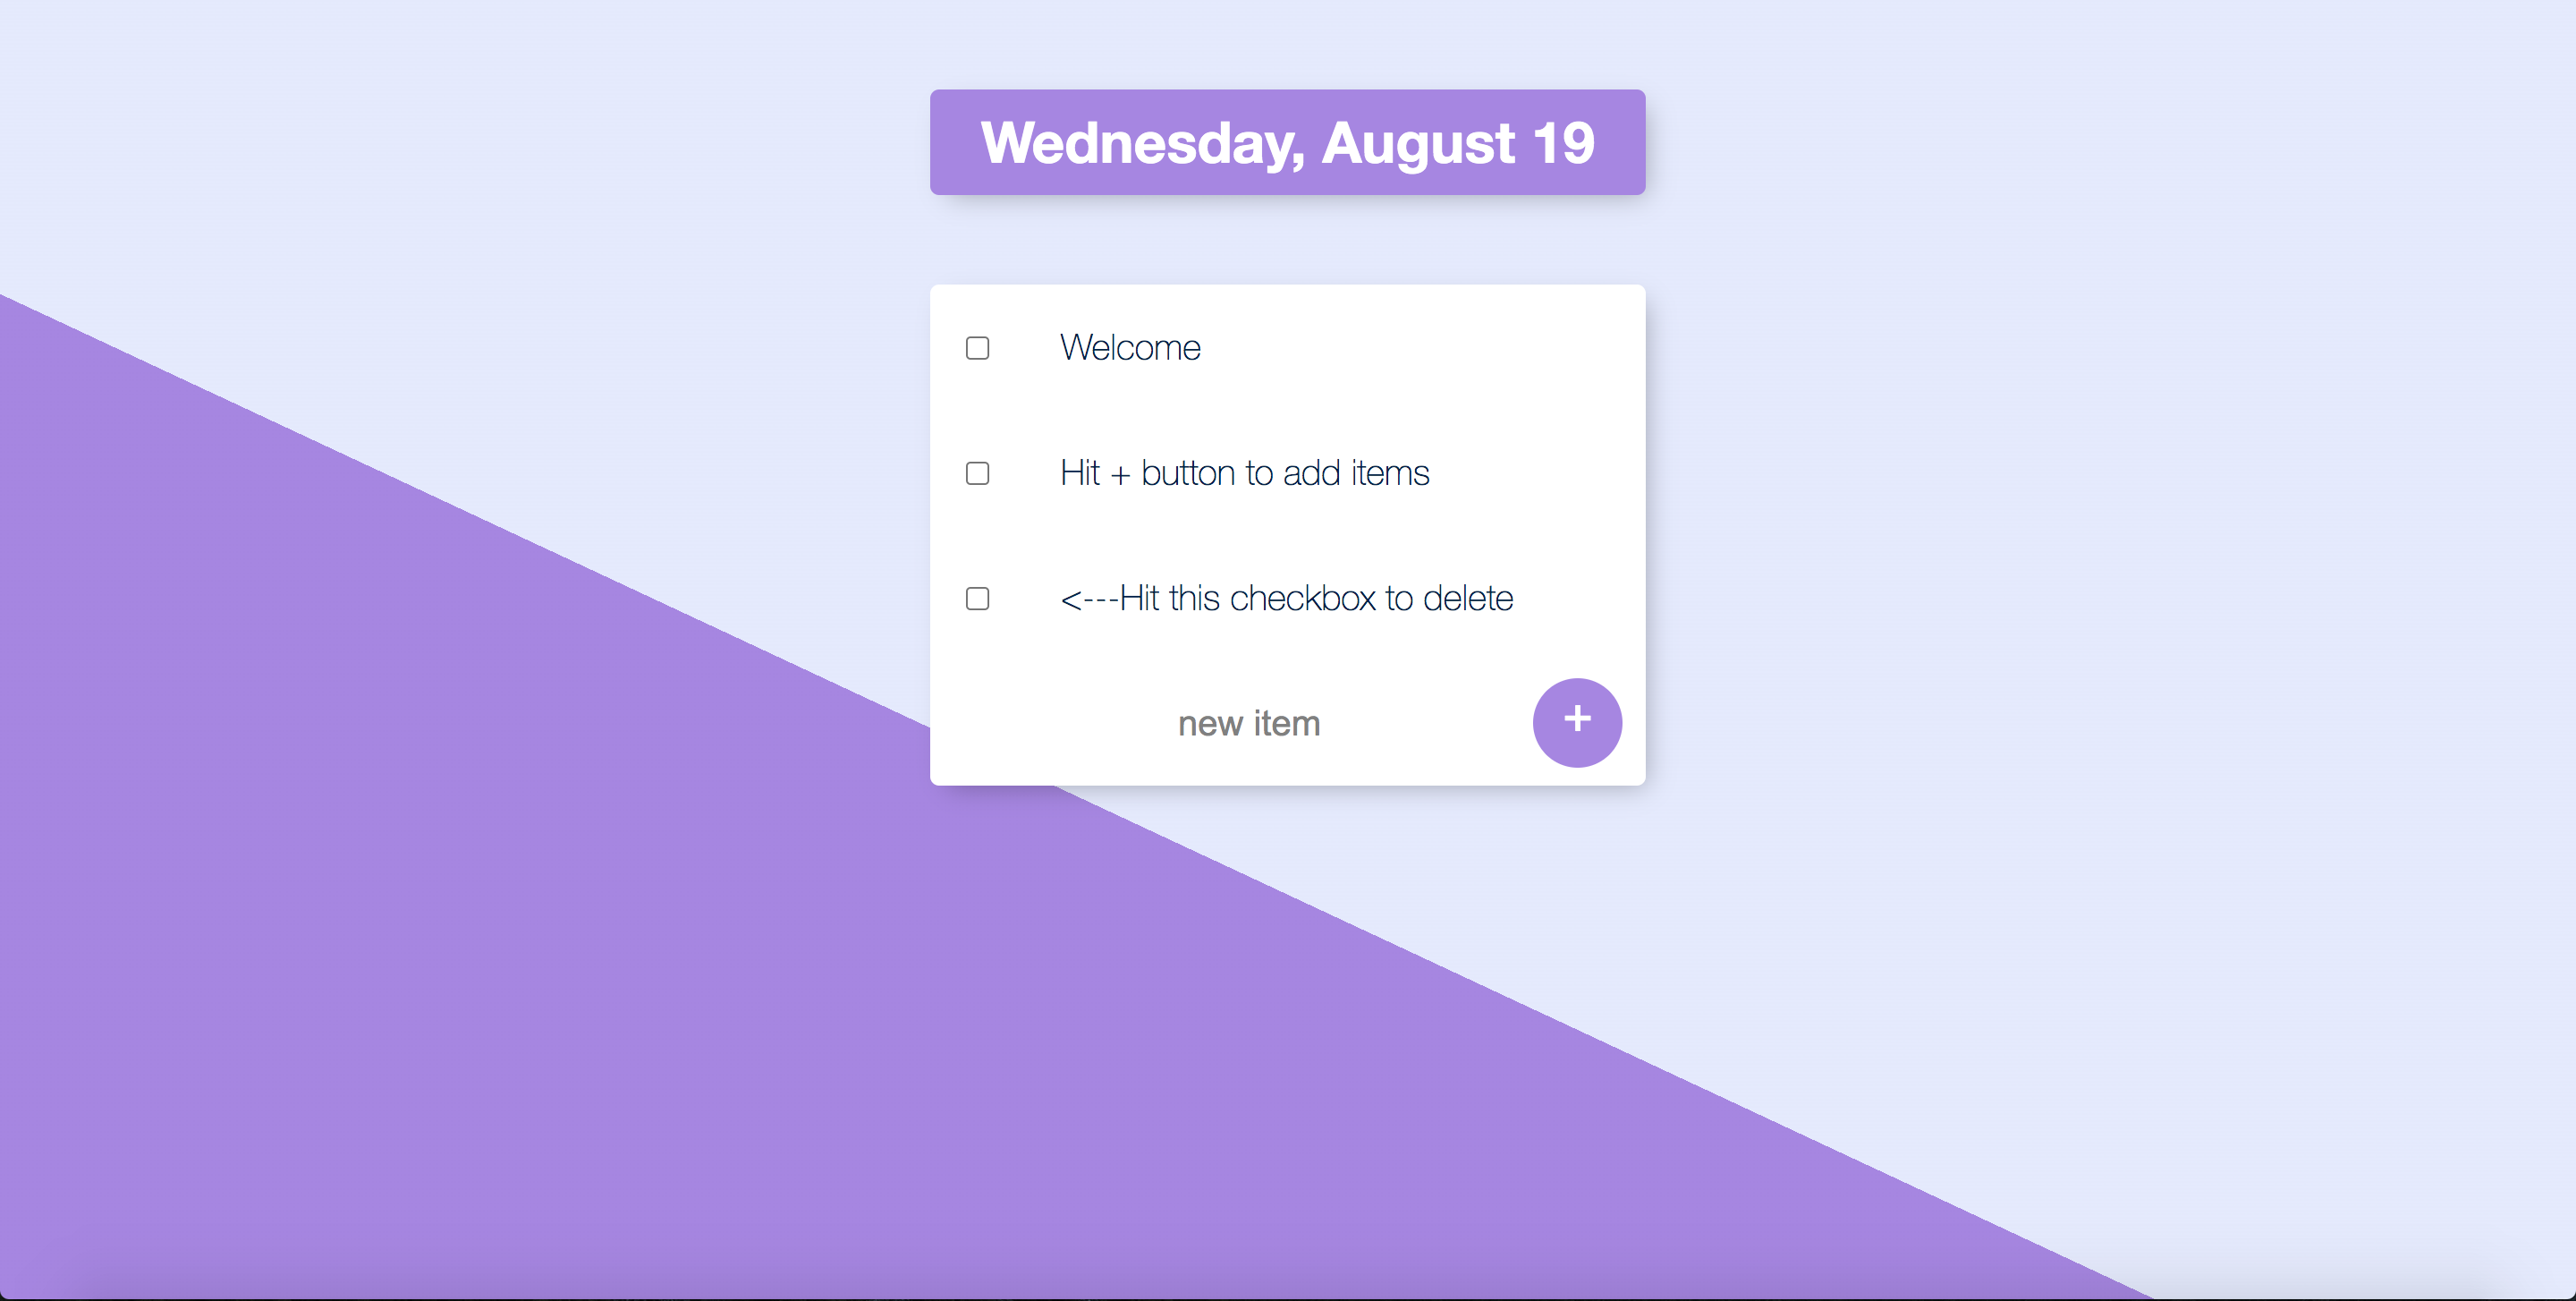 Wednesday, August 19
Welcome
Hit + button to add items
<---Hit this checkbox to delete
new item
+